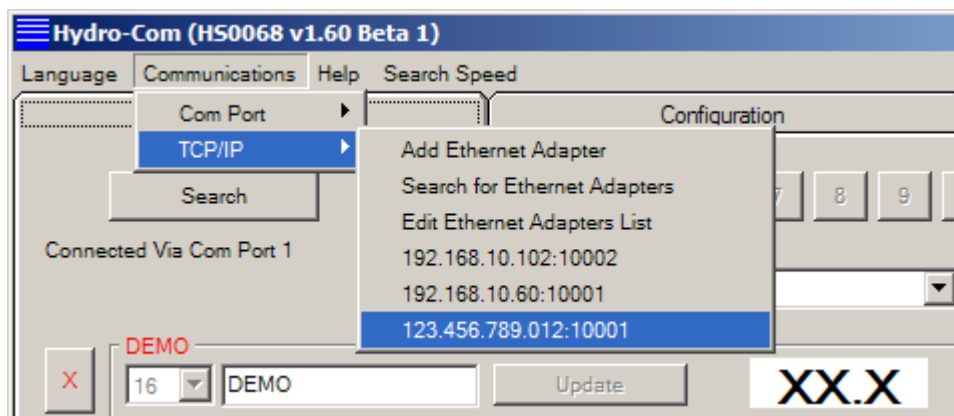 Hydro-Com (HS0068 v1.60 Beta 1)
Language Communications Help Search Speed
Com Port
Configuration
TCP/IP
Add Ethernet Adapter
Search for Ethernet Adapters
Edit Ethernet Adapters List
192.168.10.102:10002
192.168.10.60:10001
123.456.789.012:10001
Search
7 8 9
Connected Via Com Port 1
DEMO
X 16 DEMO Update XX.X